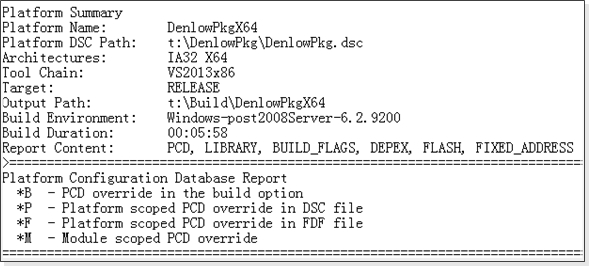 Platform Summary
Platform Name:        DenlowPkgX64
Platform DSC Path:    t:\DenlowPkg\DenlowPkg.dsc
Architectures:        IA32 X64
Tool Chain:           VS2013x86
Target:               RELEASE
Output Path:          t:\Build\DenlowPkgX64
Build Environment:    Windows-post2008Server-6.2.9200
Build Duration:       00:05:58
Report Content:       PCD, LIBRARY, BUILD_FLAGS, DEPEX, FLASH, FIXED_ADDRESS
>==============================================================================
Platform Configuration Database Report
  *B  - PCD override in the build option
  *P  - Platform scoped PCD override in DSC file
  *F  - Platform scoped PCD override in FDF file
  *M  - Module scoped PCD override
===============================================================================